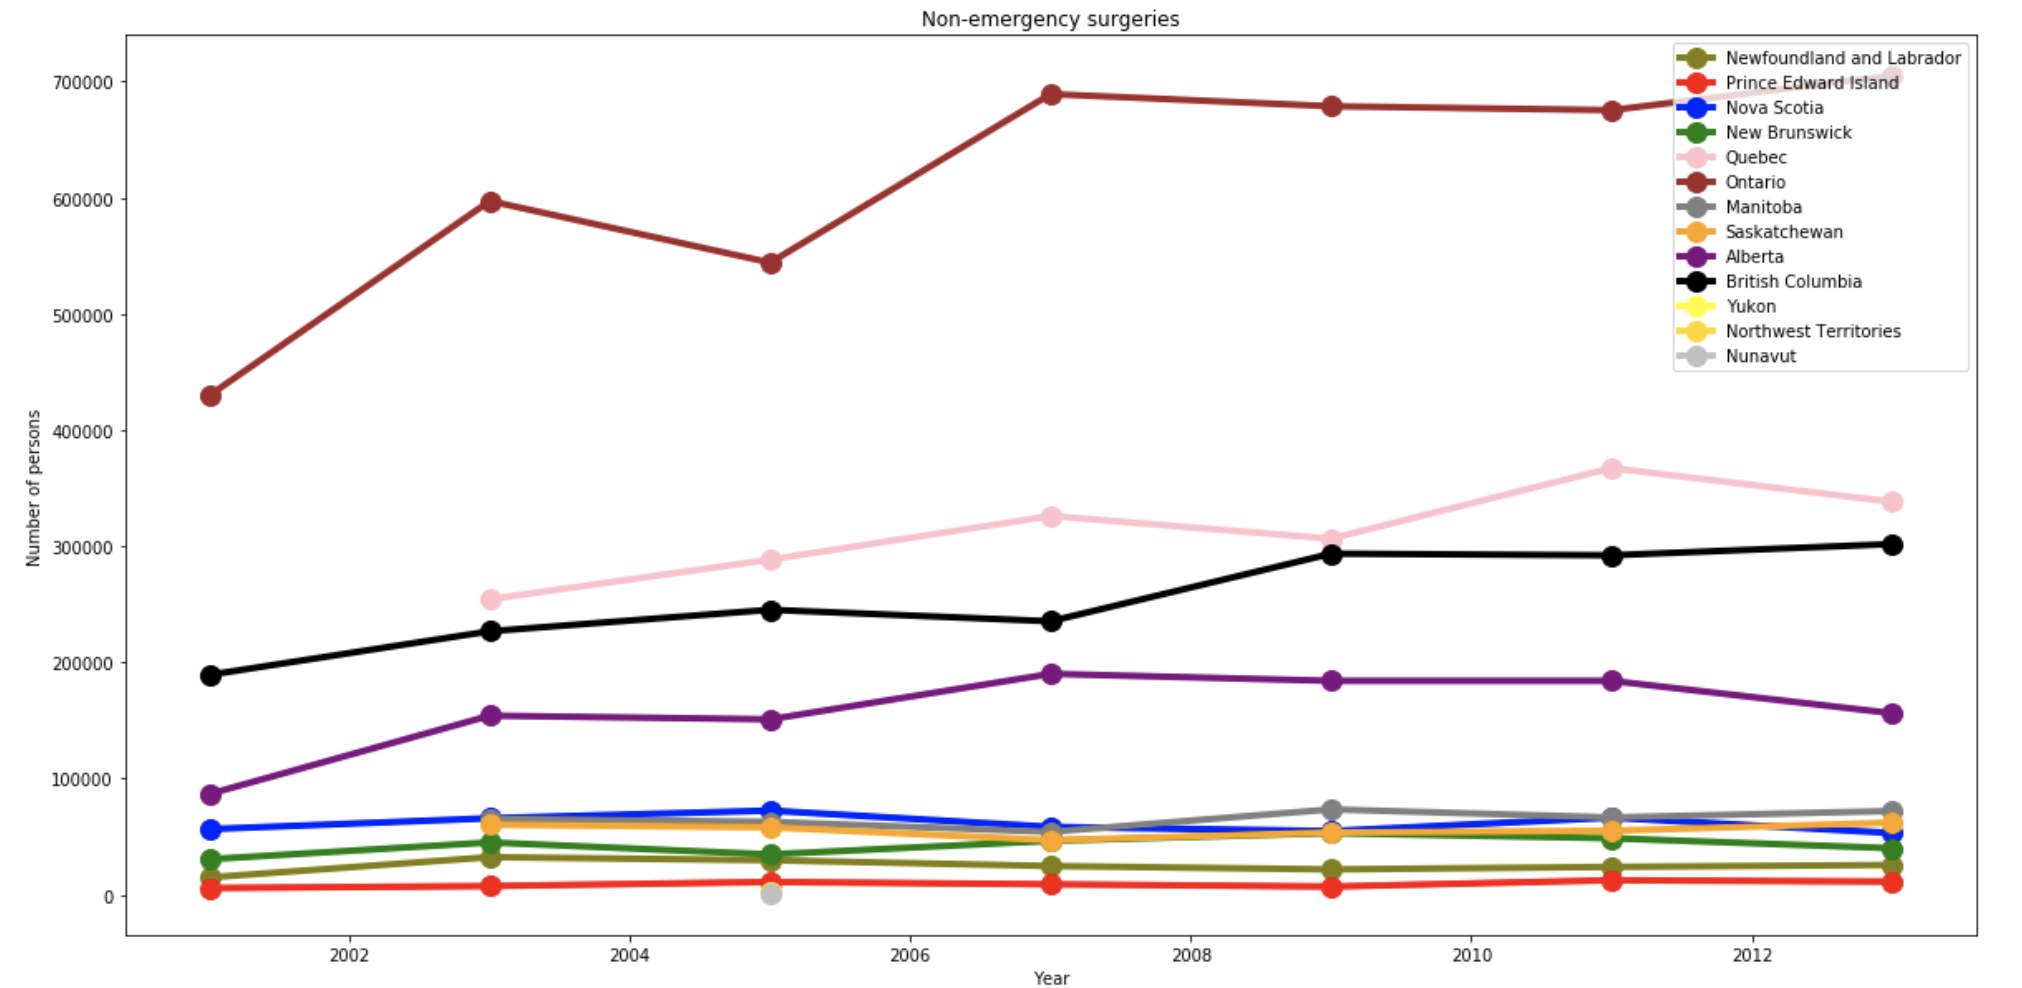 Non-emergency surgeries
700000
600000
500000
400000
300000
200000
100000
0
Number of persons
Newfoundland and Labrador
Prince Edward Island
Nova Scotia
New Brunswick
Quebec
Ontario
Manitoba
Saskatchewan
Alberta
British Columbia
Yukon
Northwest Territories
Nunavut
2002 2004 2006 2008 2010 2012
Year